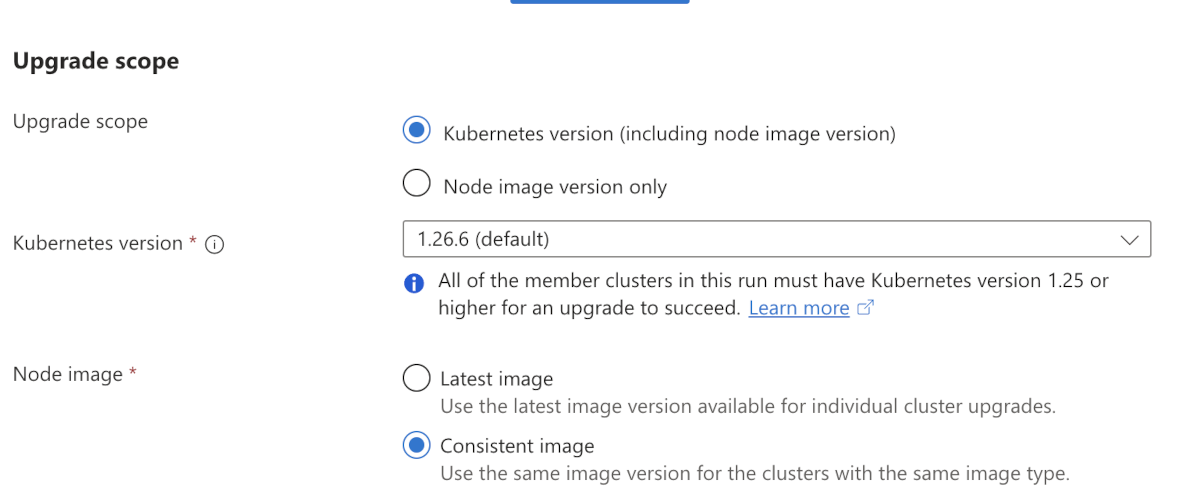 Upgrade scope
Upgrade scope
Kubernetes version (including node image version)
Node image version only
Kubernetes version *
1.26.6 (default)
All of the member clusters in this run must have Kubernetes version 1.25 or
higher for an upgrade to succeed. Learn more
Node image *
Latest image
Use the latest image version available for individual cluster upgrades.
Consistent image
Use the same image version for the clusters with the same image type.